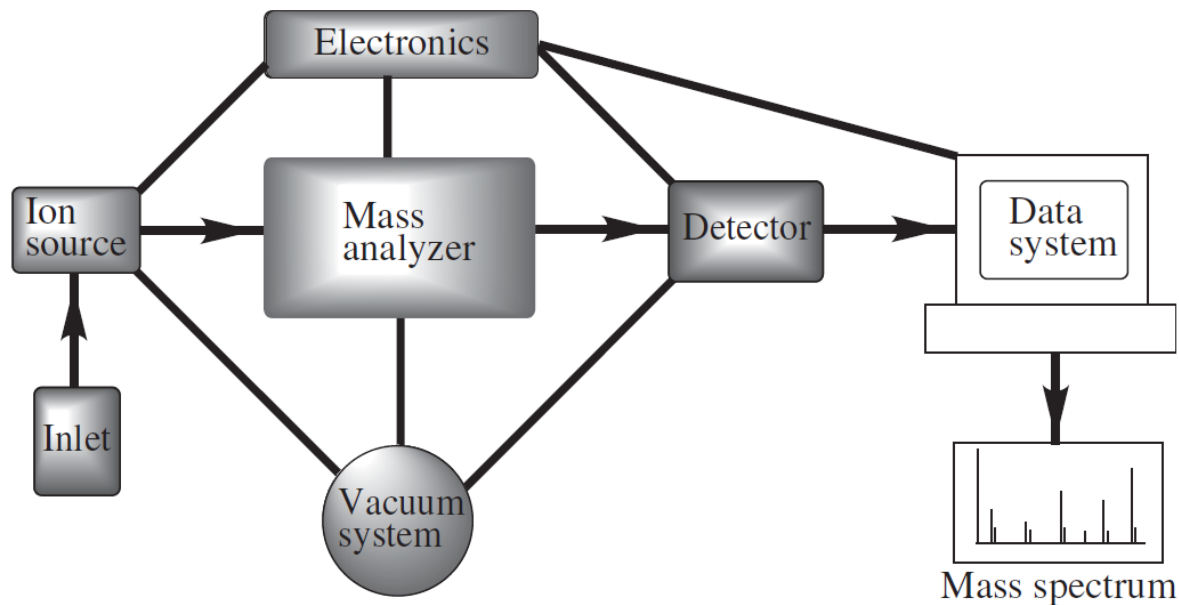 Electronics
Ion
source
Mass
analyzer
Detector
Data
system
Inlet
Vacuum
system
Mass spectrum